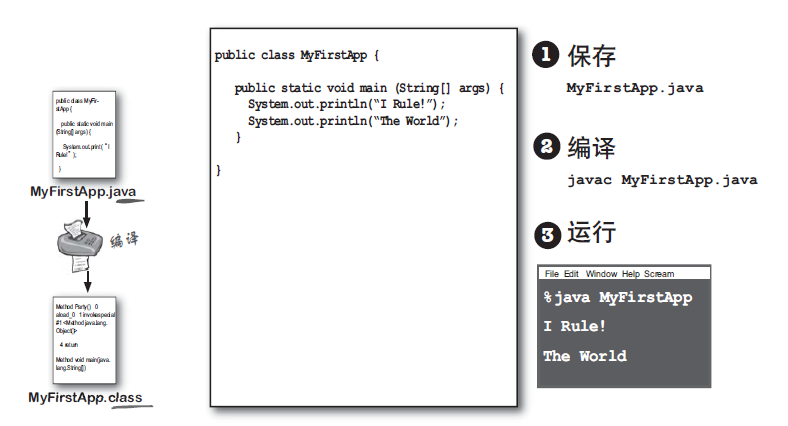 public class MyFir-
stApp {
public static void main
(String[] args) {
System.out.print( "I
Rule!" );
}
MyFirstApp.java
编译
Method Party() 0
aload_0 1 invokespecial
#1 <Method java.lang.
Object()>
4 return
Method void main(java.
lang.String[])
MyFirstApp.class
public class MyFirstApp {
public static void main (String[] args) {
System.out.println(“I Rule!”);
System.out.println(“The World”);
}
}
1 保存
MyFirstApp.java
2 编译
javac MyFirstApp.java
3 运行
File Edit Window Help Scream
%java MyFirstApp
I Rule!
The World